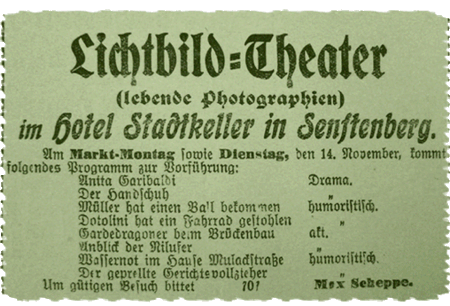 Lichtbild=Theater
(lebende Photographien)
im Hotel Stadtkeller in Senftenberg.
Am Markt-Montag sowie Dienstag, den 14. November, kommt
folgendes Programm zur Vorführung:
Anita Garibaldi Drama.
Der Handschuh "
Müller hat einen Ball bekommen humoristisch.
Dotolini hat ein Fahrrad gestohlen "
Gardedragoner beim Brückenbau akt.
Anblick der Nilufer "
Wassernot im Hause Mulackstraße humoristisch.
Der geprellte Gerichtsvollzieher "
Um gütigen Besuch bittet 70? Max Scheppe.